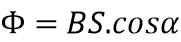 Φ = BS.cosα